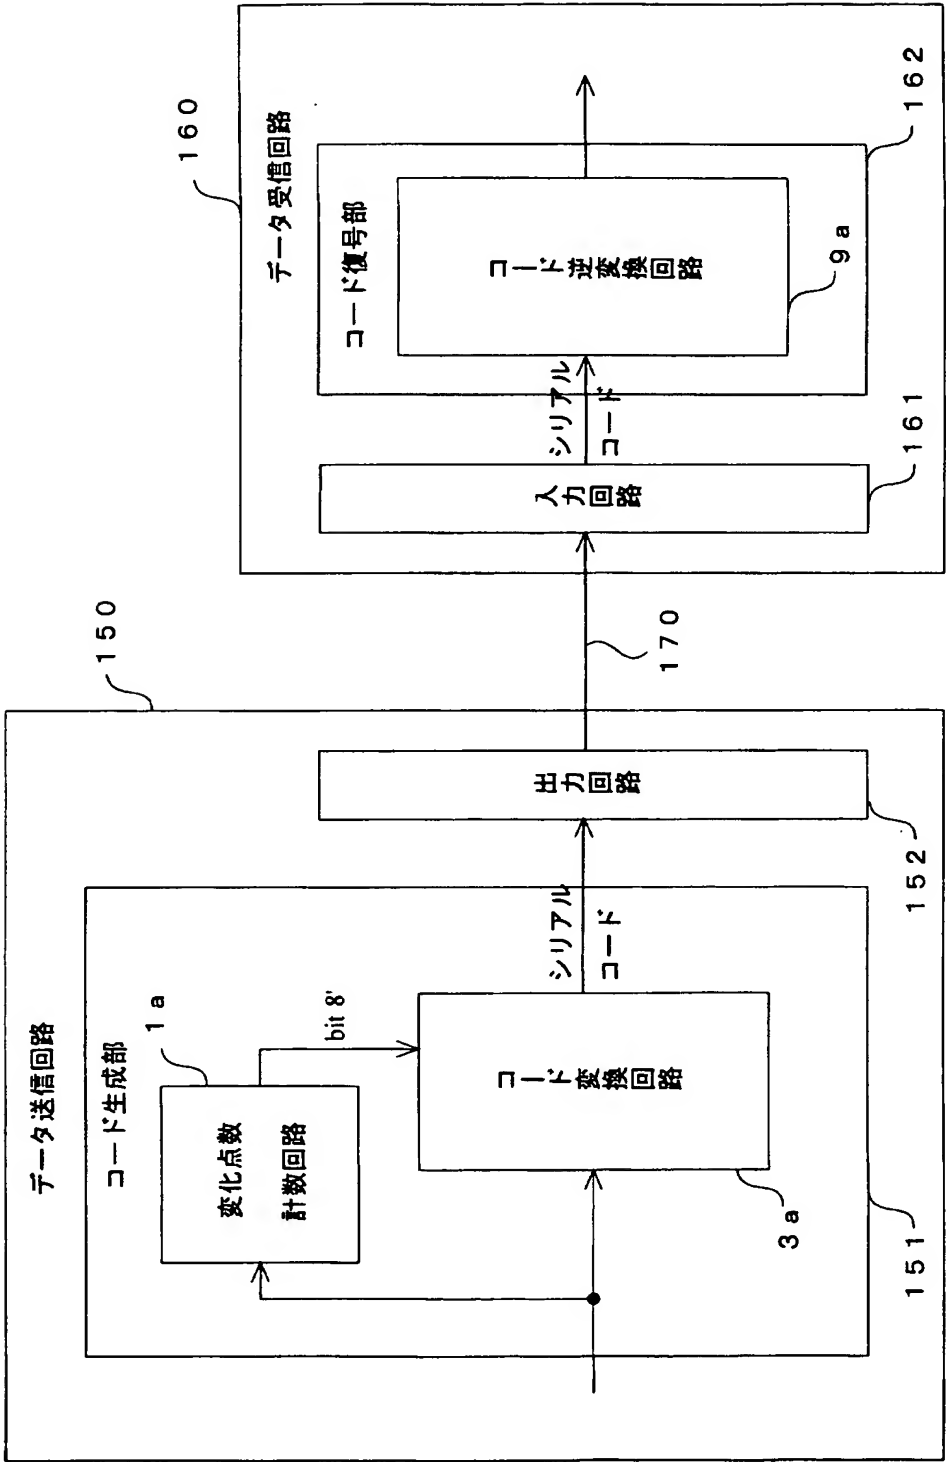 データ送信回路
150
コード生成部
変化点数
計数回路
1a
bit 8'
コード変換回路
3a
シリアル
コード
151
出力回路
152
170
データ受信回路
160
入力回路
161
シリアル
コード
コード復号部
コード逆変換回路
9a
162